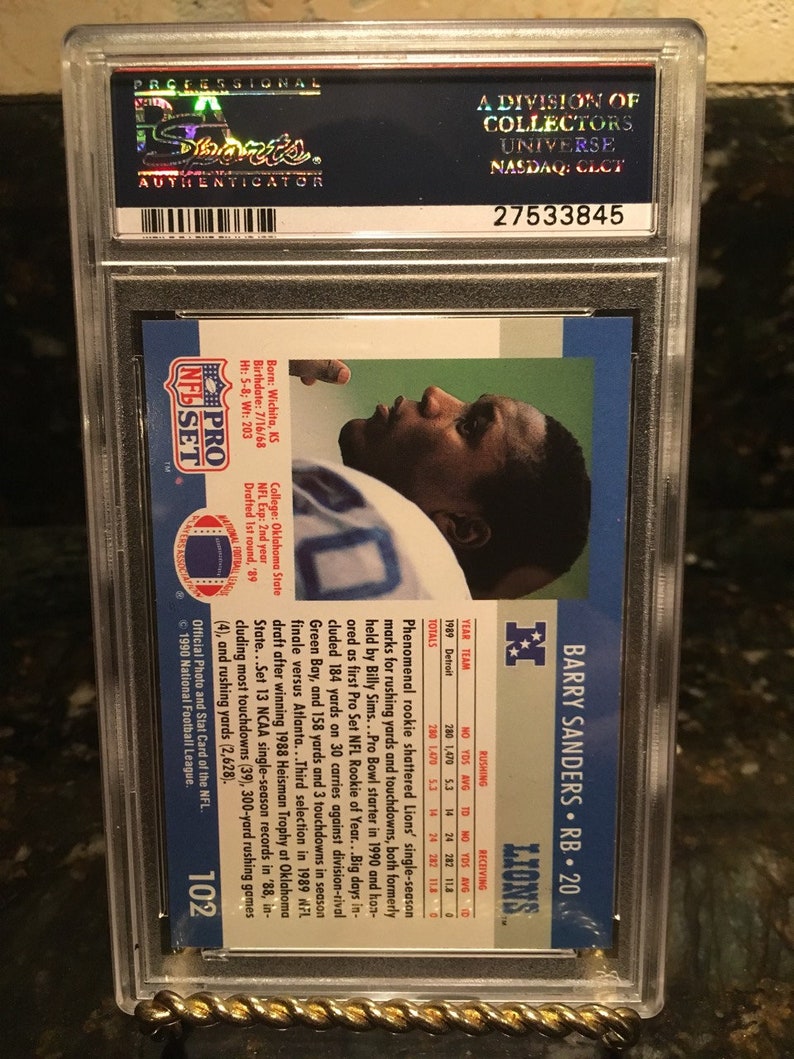 PROFESSIONAL
PSA
Sports®
AUTHENTICATOR
A DIVISION OF
COLLECTORS
UNIVERSE
NASDAQ: CLCT
27533845
BARRY SANDERS • RB • 20
N
LIONS™
RUSHING RECEIVING
YEAR TEAM NO YDS AVG TD NO YDS AVG TD
1989 Detroit 280 1,470 5.3 14 24 282 11.8 0
TOTALS 280 1,470 5.3 14 24 282 11.8 0
Phenomenal rookie shattered Lions' single-season
marks for rushing yards and touchdowns, both formerly
held by Billy Sims...Pro Bowl starter in 1990 and hon-
ored as first Pro Set NFL Rookie of Year...Big days in-
cluded 184 yards on 30 carries against division-rival
Green Bay, and 158 yards and 3 touchdowns in season
finale versus Atlanta...Third selection in 1989 NFL
draft after winning 1988 Heisman Trophy at Oklahoma
State...Set 13 NCAA single-season records in '88, in-
cluding most touchdowns (39), 300-yard rushing games
(4), and rushing yards (2,628).
Born: Wichita, KS
Birthdate: 7/16/68
Ht: 5-8; Wt: 203
College: Oklahoma State
NFL Exp: 2nd year
Drafted 1st round, '89
NFL
PRO
SET
™
NATIONAL FOOTBALL LEAGUE
PLAYERS ASSOCIATION
®
Official Photo and Stat Card of the NFL.
© 1990 National Football League.
102